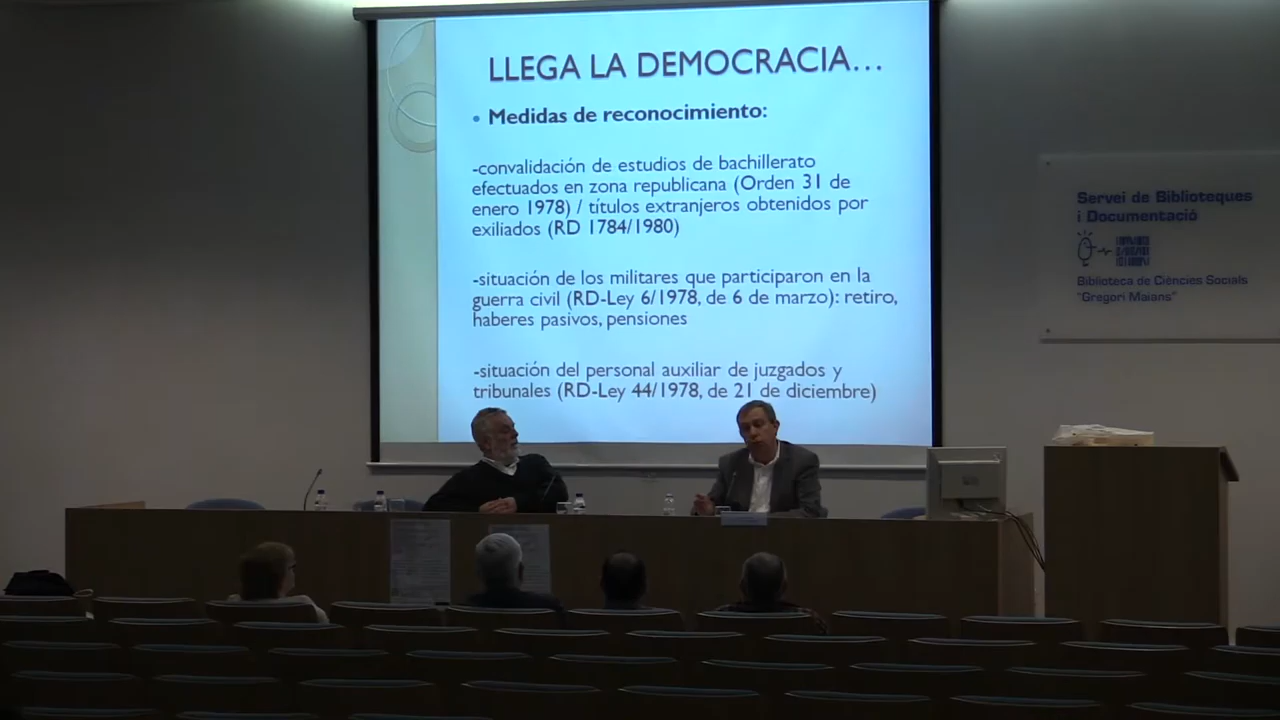 LLEGA LA DEMOCRACIA...
• Medidas de reconocimiento:
-convalidación de estudios de bachillerato
efectuados en zona republicana (Orden 31 de
enero 1978) / títulos extranjeros obtenidos por
exiliados (RD 1784/1980)
-situación de los militares que participaron en la
guerra civil (RD-Ley 6/1978, de 6 de marzo): retiro,
haberes pasivos, pensiones
-situación del personal auxiliar de juzgados y
tribunales (RD-Ley 44/1978, de 21 de diciembre)
Servei de Biblioteques
i Documentació
Biblioteca de Ciències Socials
"Gregori Maians"